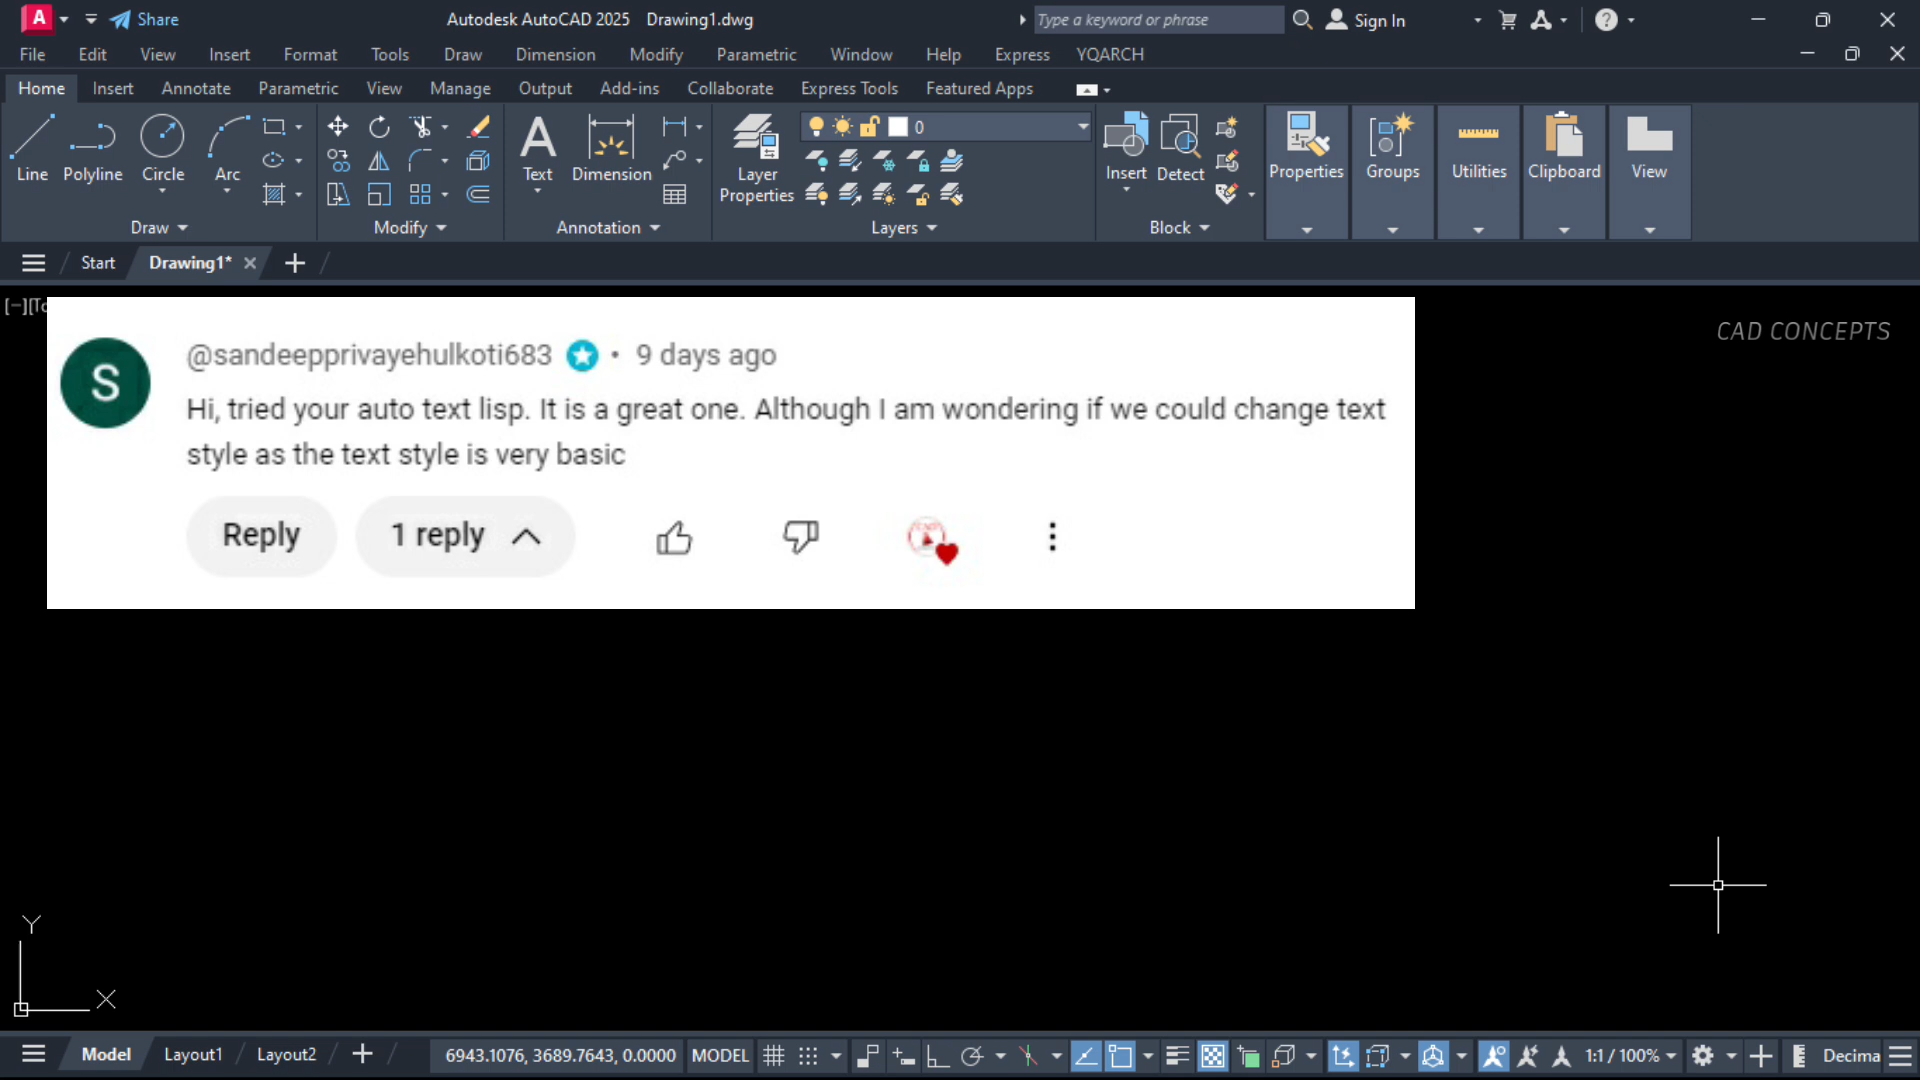 A Share Autodesk AutoCAD 2025 Drawing1.dwg Type a keyword or phrase Sign In
File Edit View Insert Format Tools Draw Dimension Modify Parametric Window Help Express YQARCH
Home Insert Annotate Parametric View Manage Output Add-ins Collaborate Express Tools Featured Apps
0
Line Polyline Circle Arc Text Dimension Layer Properties Insert Detect Properties Groups Utilities Clipboard View
Draw Modify Annotation Layers Block
Start Drawing1*
CAD CONCEPTS
S
@sandeepprivayehulkoti683 • 9 days ago
Hi, tried your auto text lisp. It is a great one. Although I am wondering if we could change text
style as the text style is very basic
Reply 1 reply
Y
X
Model Layout1 Layout2 6943.1076, 3689.7643, 0.0000 MODEL 1:1 / 100% Decima